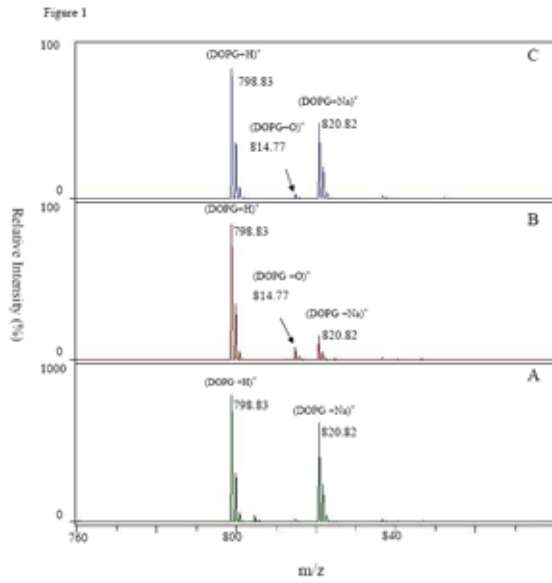 Figure 1
100
C
(DOPG+H)⁺
798.83
(DOPG+Na)⁺
(DOPG+O)⁺
820.82
814.77
0
100
B
(DOPG+H)⁺
798.83
(DOPG +O)⁺
814.77
(DOPG +Na)⁺
820.82
0
1000
A
(DOPG +H)⁺
798.83
(DOPG +Na)⁺
820.82
0
760
800
840
Relative Intensity (%)
m/z